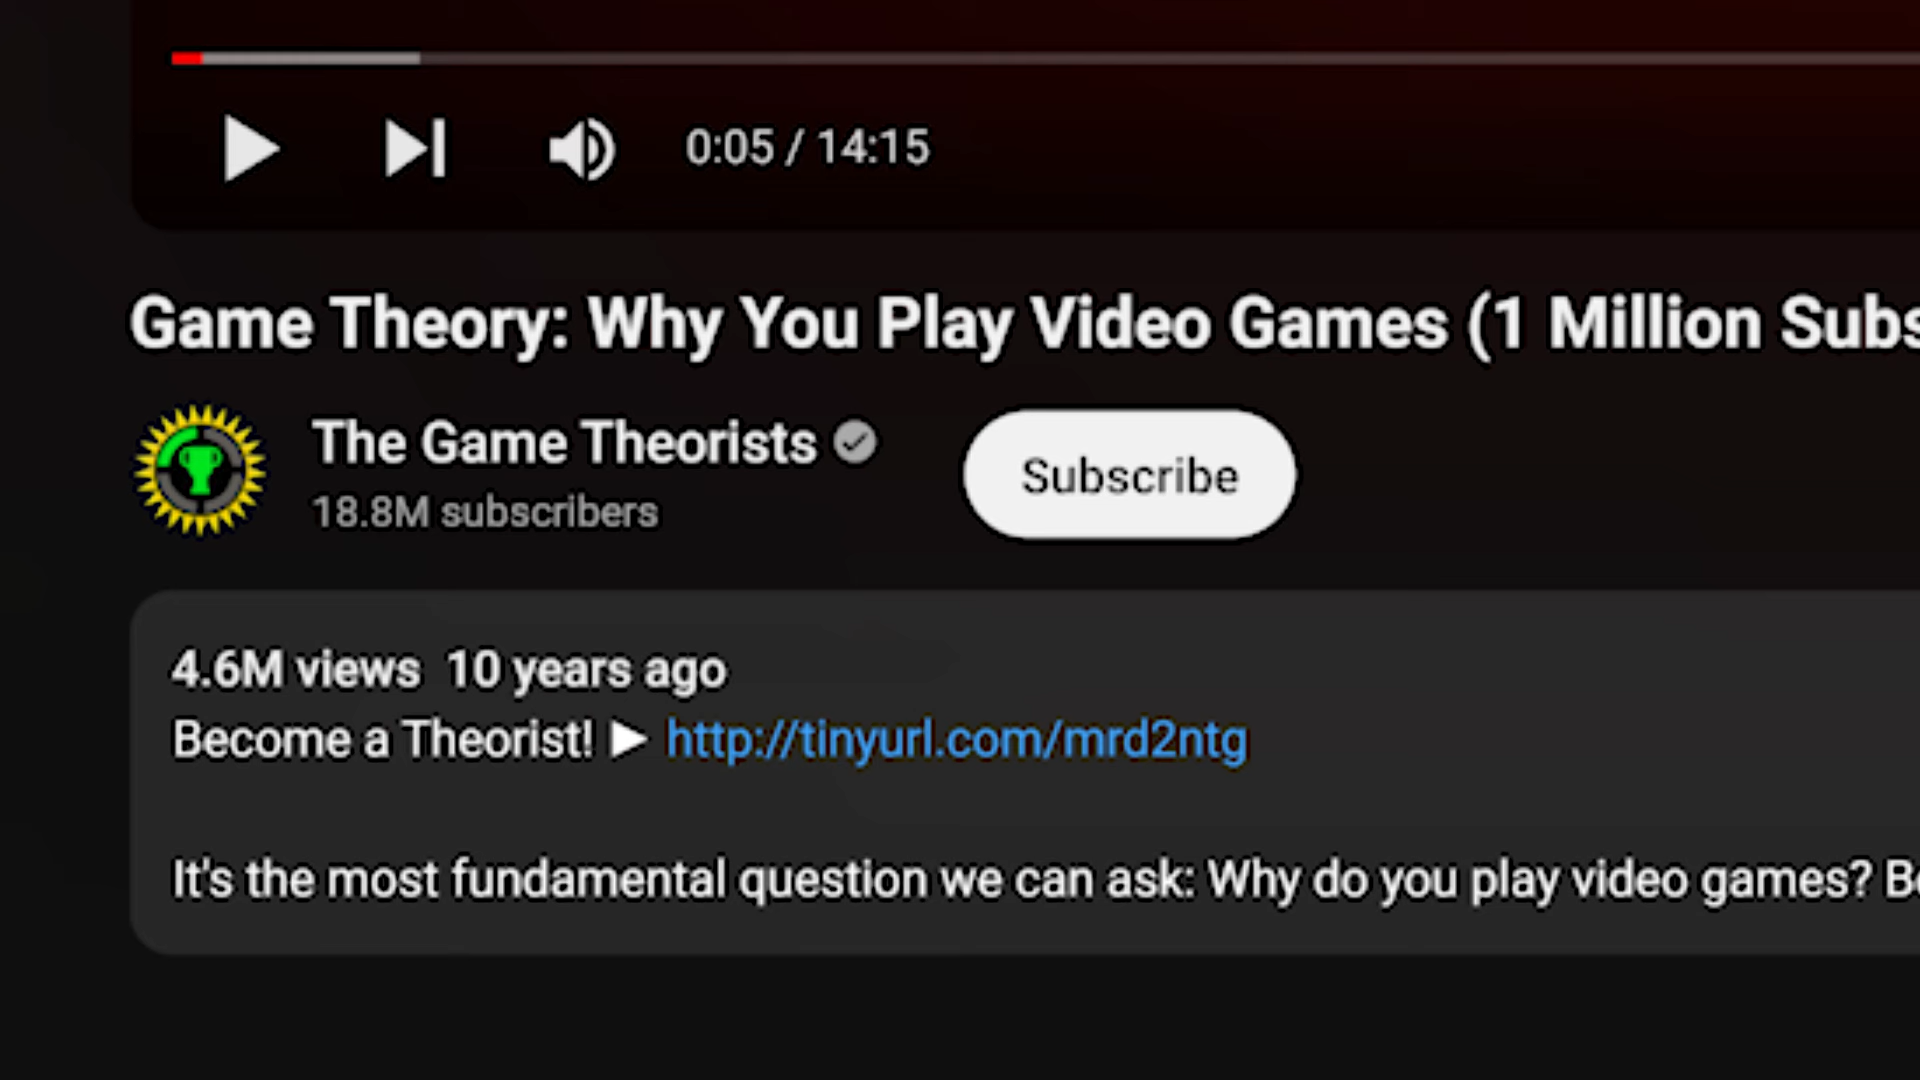 0:05 / 14:15
Game Theory: Why You Play Video Games (1 Million Subs
The Game Theorists
18.8M subscribers
Subscribe
4.6M views 10 years ago
Become a Theorist! ► http://tinyurl.com/mrd2ntg
It's the most fundamental question we can ask: Why do you play video games? Be